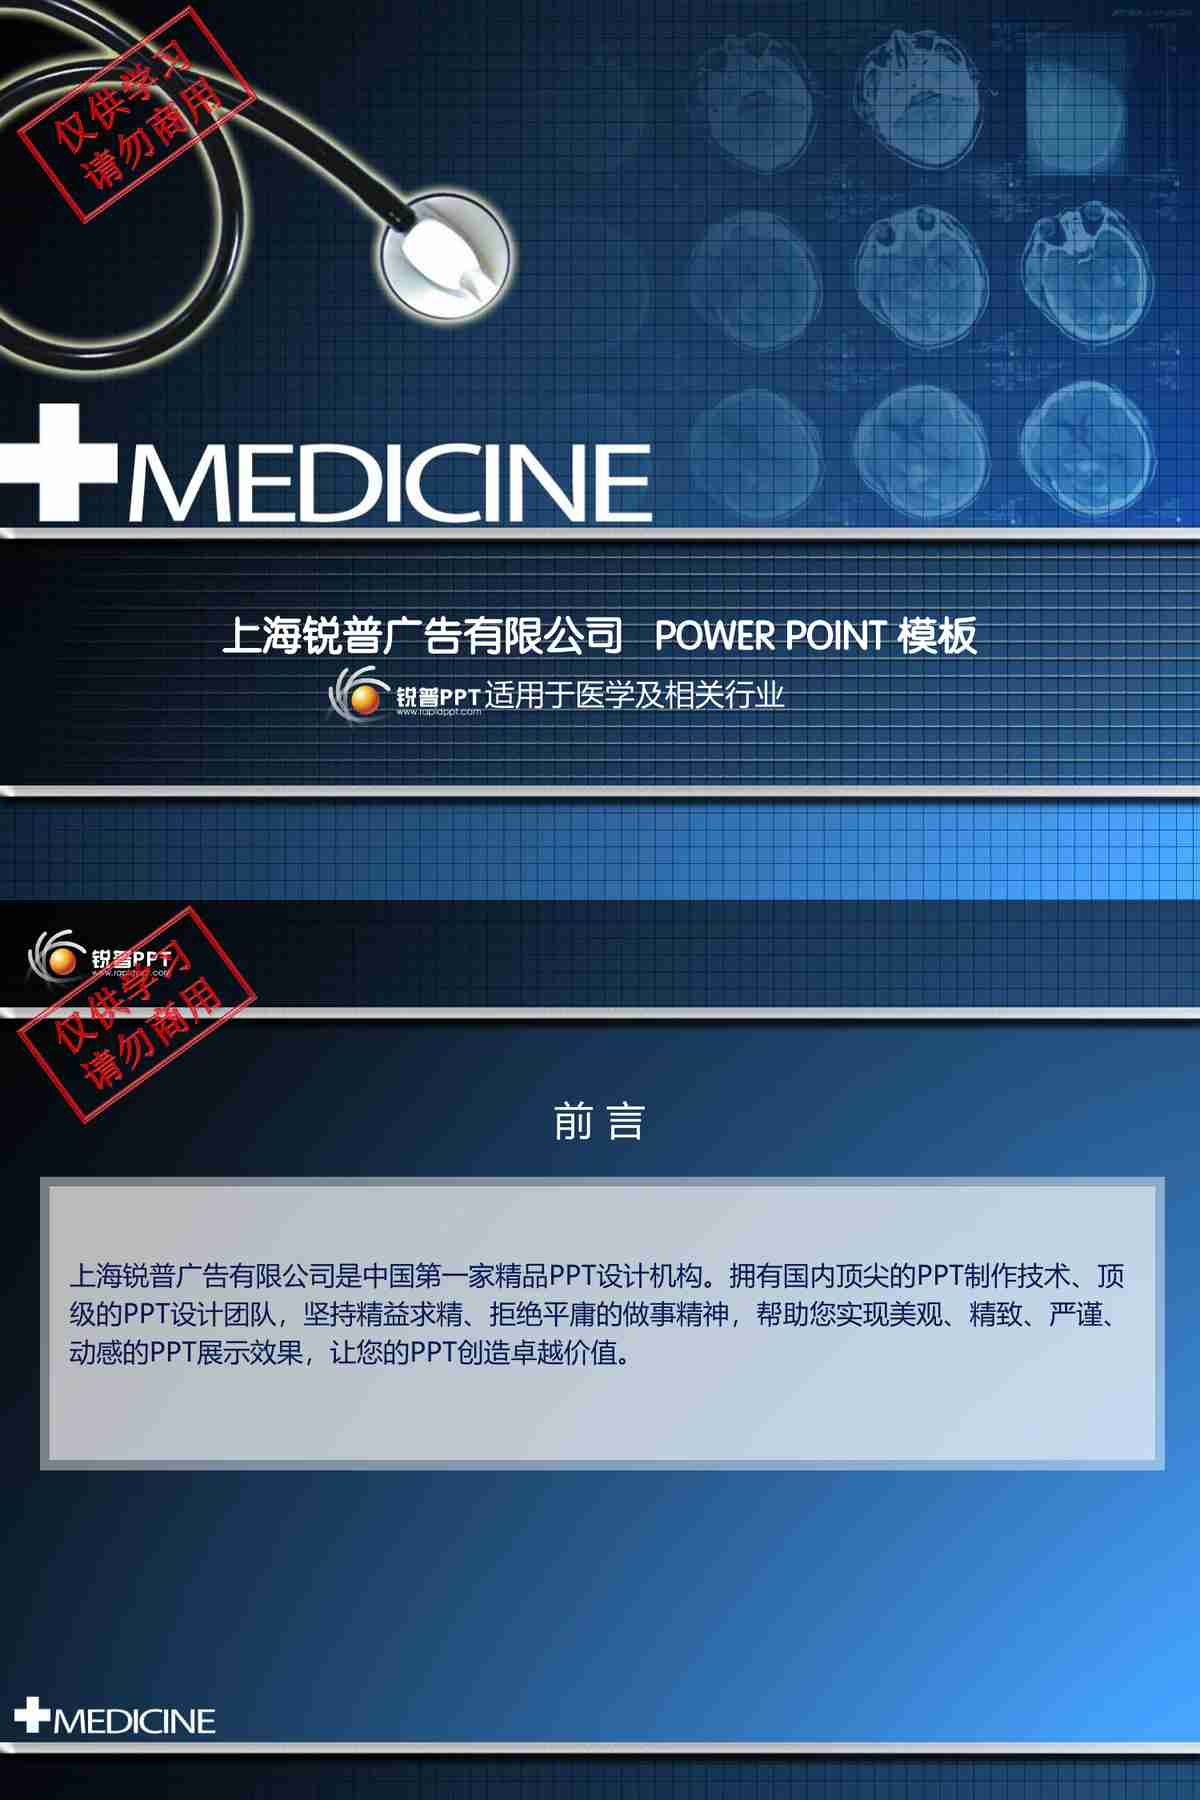 仅供学习
请勿商用
MEDICINE
上海锐普广告有限公司 POWER POINT 模板
锐普PPT 适用于医学及相关行业
www.rapidppt.com
锐普PPT
www.rapidppt.com
仅供学习
请勿商用
前 言
上海锐普广告有限公司是中国第一家精品PPT设计机构。拥有国内顶尖的PPT制作技术、顶
级的PPT设计团队，坚持精益求精、拒绝平庸的做事精神，帮助您实现美观、精致、严谨、
动感的PPT展示效果，让您的PPT创造卓越价值。
MEDICINE